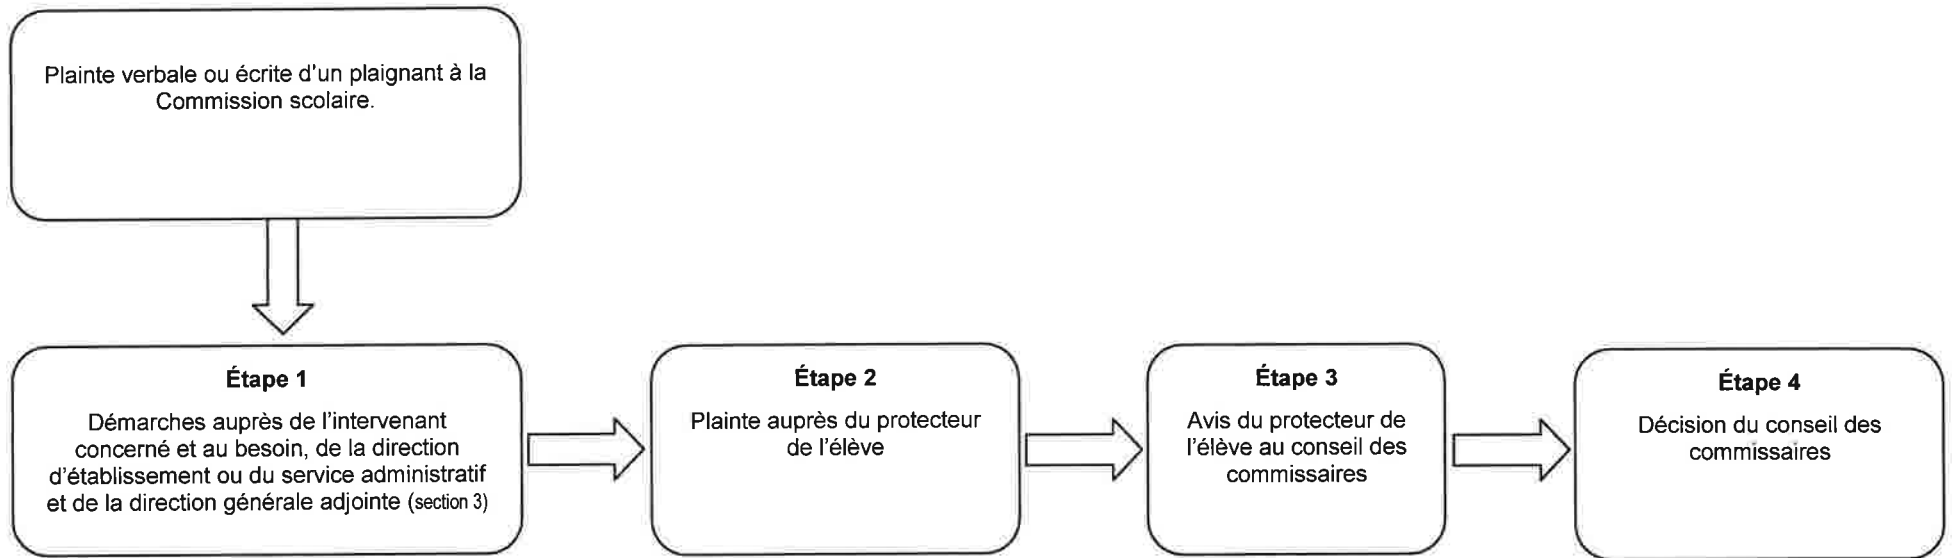 Plainte verbale ou écrite d'un plaignant à la
Commission scolaire.
Étape 1
Démarches auprès de l'intervenant
concerné et au besoin, de la direction
d'établissement ou du service administratif
et de la direction générale adjointe (section 3)
Étape 2
Plainte auprès du protecteur
de l'élève
Étape 3
Avis du protecteur de
l'élève au conseil des
commissaires
Étape 4
Décision du conseil des
commissaires